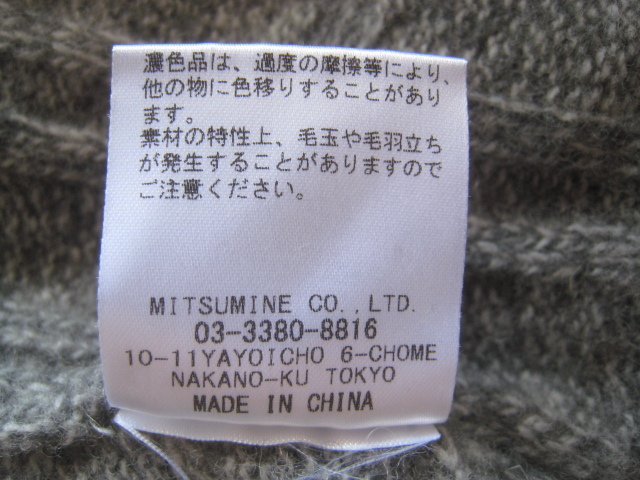 濃色品は、過度の摩擦等により、
他の物に色移りすることがあり
ます。
素材の特性上、毛玉や毛羽立ち
が発生することがありますので
ご注意ください。
MITSUMINE CO.,LTD.
03-3380-8816
10-11YAYOICHO 6-CHOME
NAKANO-KU TOKYO
MADE IN CHINA